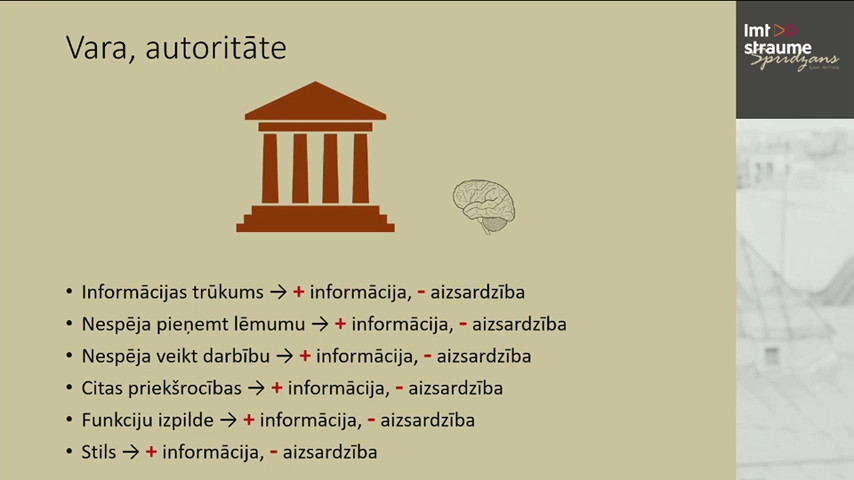 Vara, autoritāte
lmt
straume
Spridzāns
• Informācijas trūkums → + informācija, - aizsardzība
• Nespēja pieņemt lēmumu → + informācija, - aizsardzība
• Nespēja veikt darbību → + informācija, - aizsardzība
• Citas priekšrocības → + informācija, - aizsardzība
• Funkciju izpilde → + informācija, - aizsardzība
• Stils → + informācija, - aizsardzība